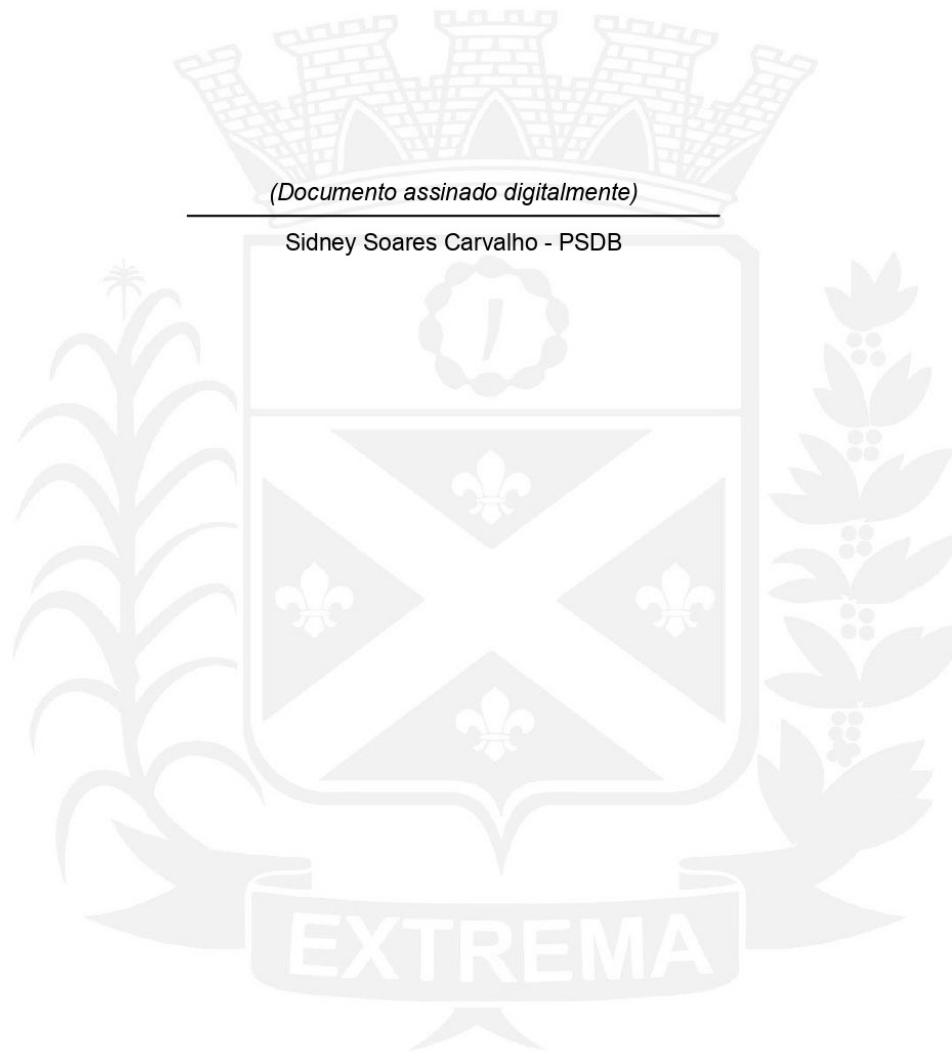 (Documento assinado digitalmente)
Sidney Soares Carvalho - PSDB
EXTREMA